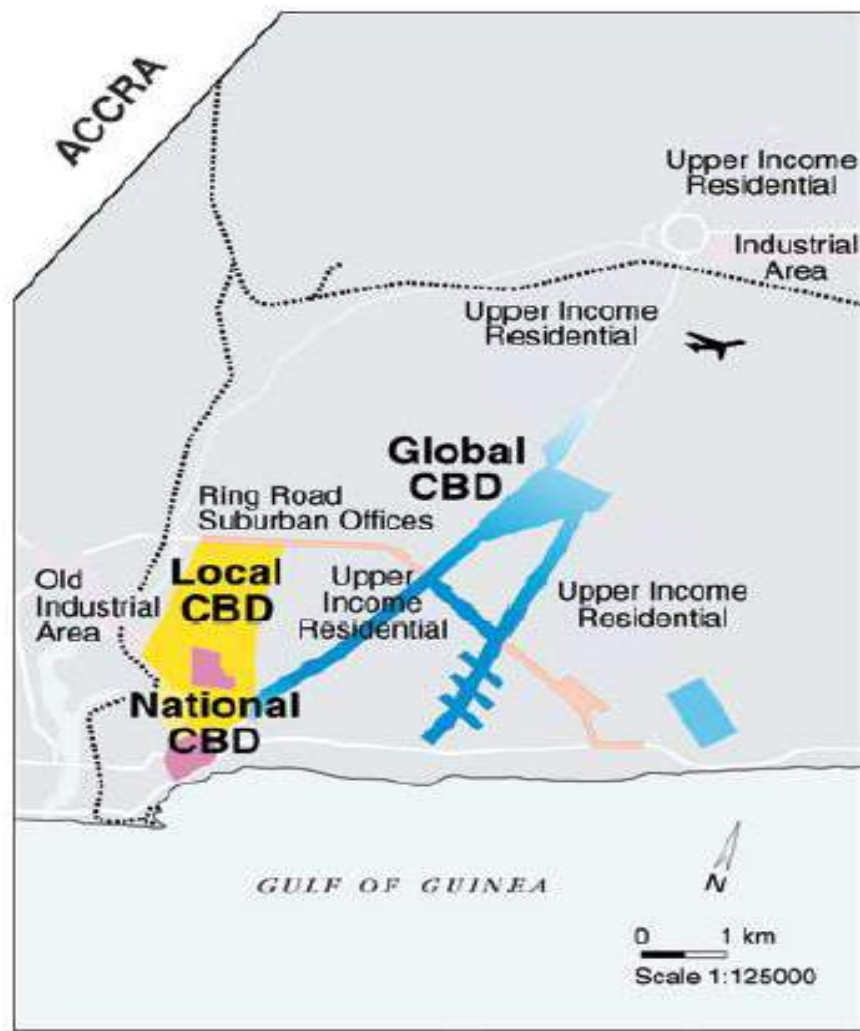 ACCRA
Upper Income
Residential
Industrial
Area
Upper Income
Residential
Global
CBD
Ring Road
Suburban Offices
Old
Industrial
Area
Local
CBD
Upper
Income
Residential
Upper Income
Residential
National
CBD
GULF OF GUINEA
N
0 1 km
Scale 1:125000